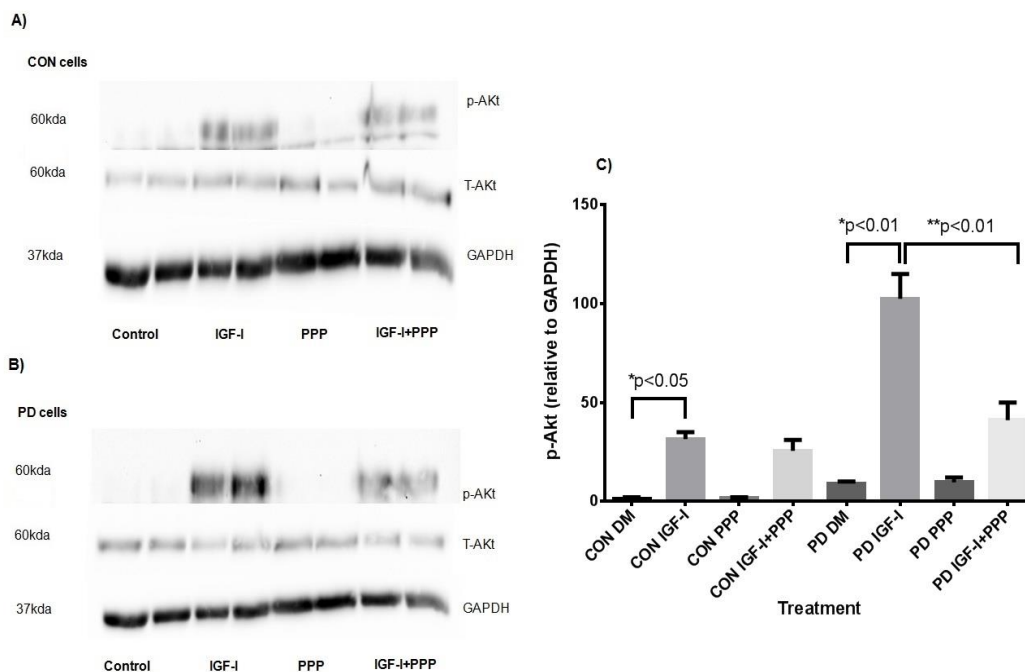 A)
CON cells
60kda
p-AKt
60kda
T-AKt
37kda
GAPDH
Control IGF-I PPP IGF-I+PPP
B)
PD cells
60kda
p-AKt
60kda
T-AKt
37kda
GAPDH
Control IGF-I PPP IGF-I+PPP
C)
p-Akt (relative to GAPDH)
150
100
50
0
*p<0.05
*p<0.01
**p<0.01
CON DM
CON IGF-I
CON PPP
CON IGF-I+PPP
PD DM
PD IGF-I
PD PPP
PD IGF-I+PPP
Treatment